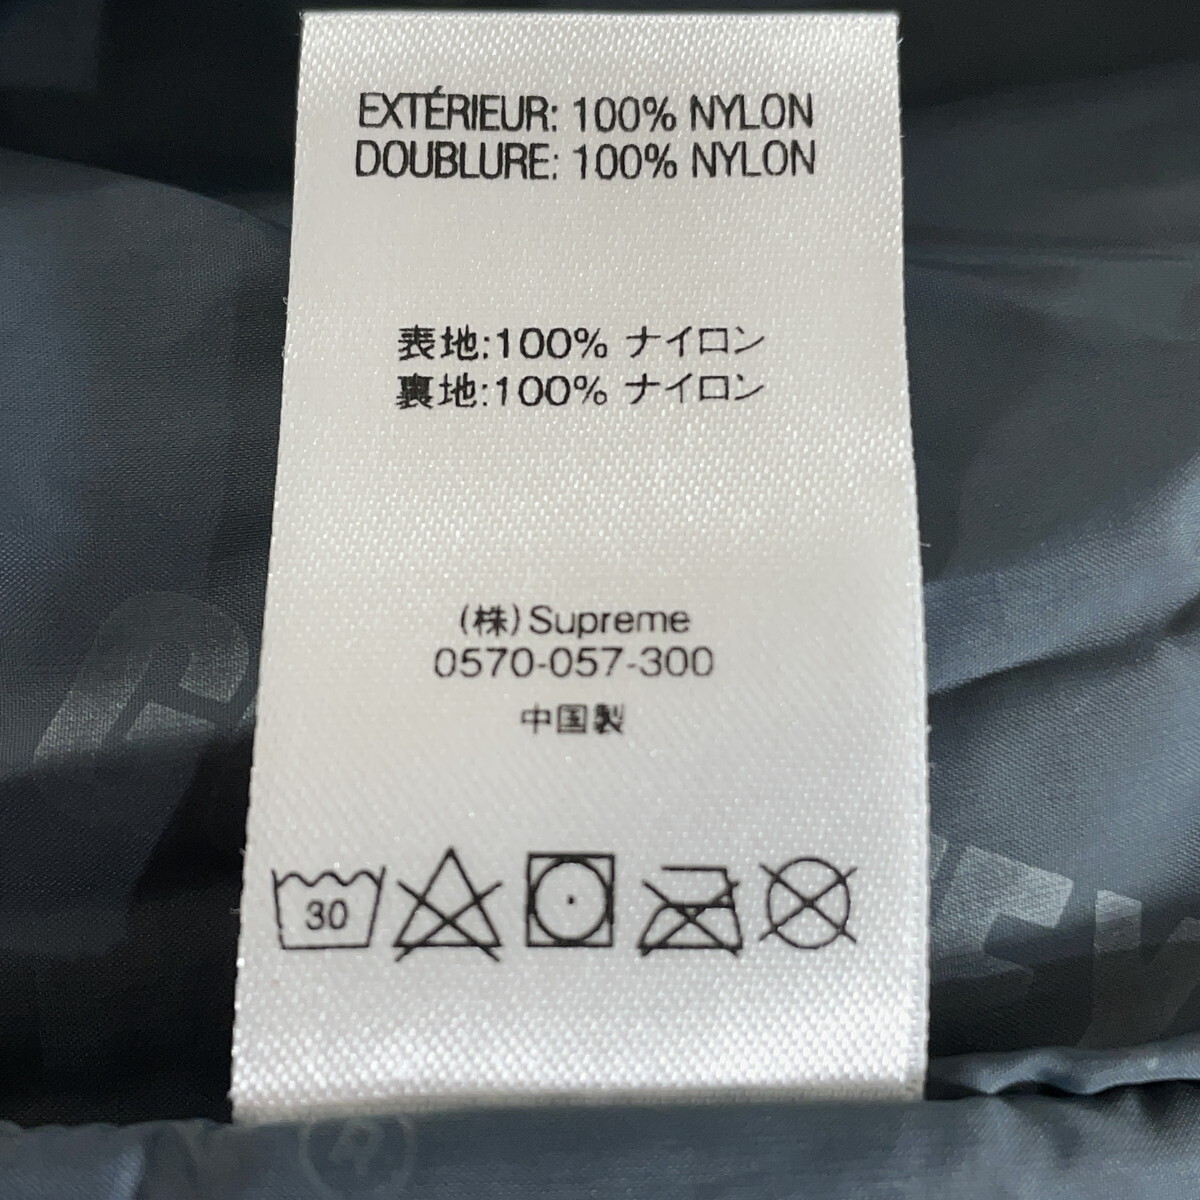 EXTÉRIEUR: 100% NYLON
DOUBLURE: 100% NYLON
表地:100% ナイロン
裏地:100% ナイロン
(株)Supreme
0570-057-300
中国製
30
®